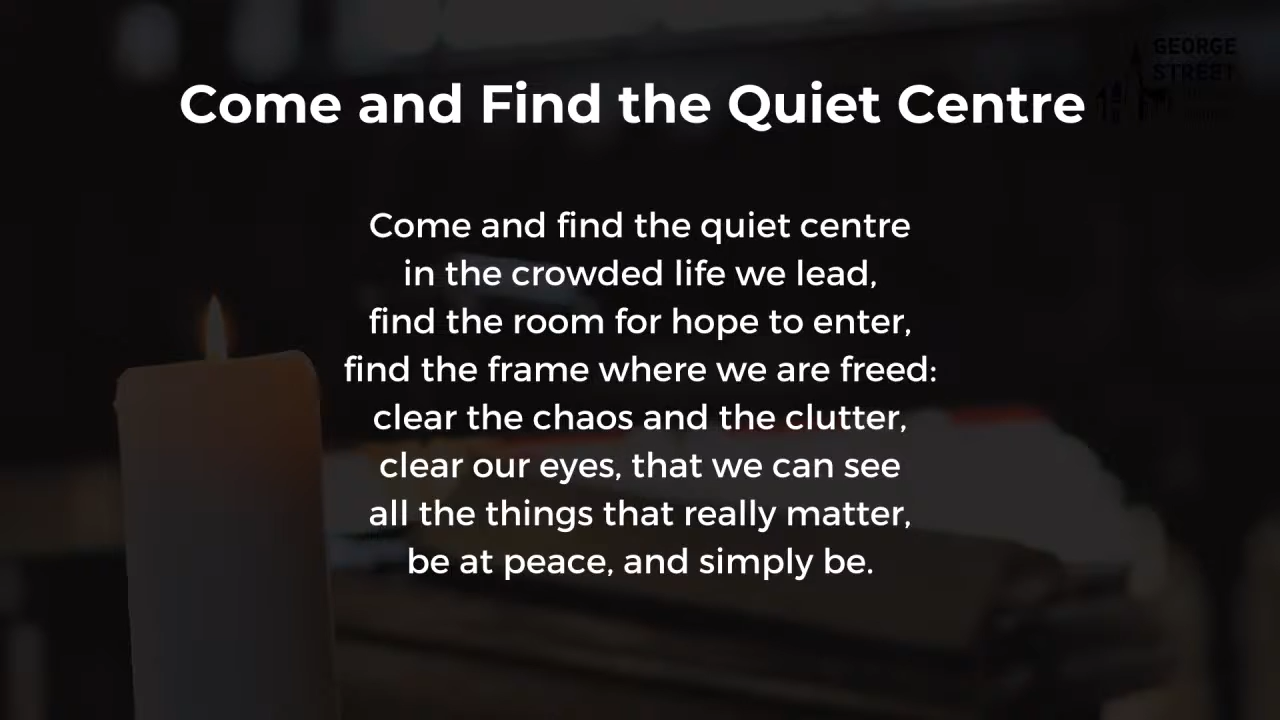 GEORGE
STREET
Come and Find the Quiet Centre
Come and find the quiet centre
in the crowded life we lead,
find the room for hope to enter,
find the frame where we are freed:
clear the chaos and the clutter,
clear our eyes, that we can see
all the things that really matter,
be at peace, and simply be.